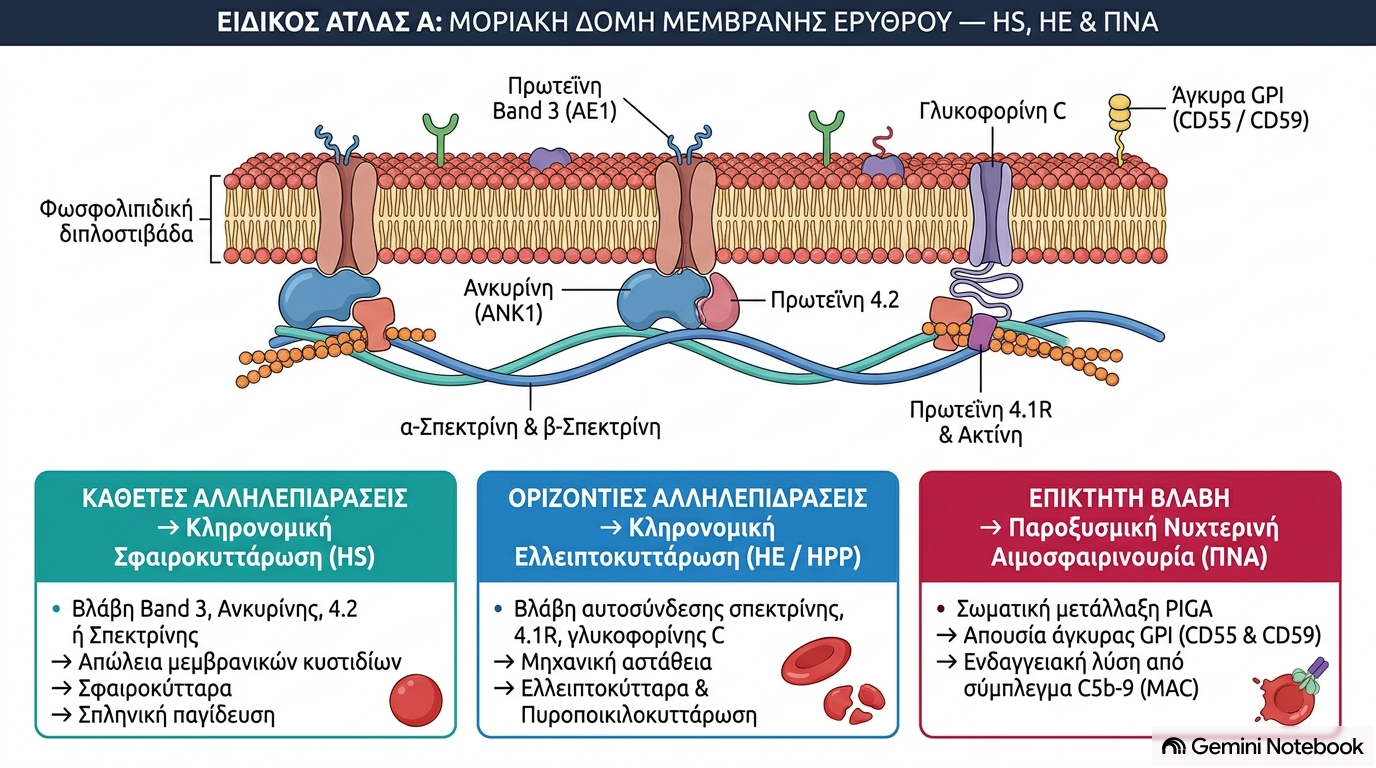 ΕΙΔΙΚΟΣ ΑΤΛΑΣ Α: ΜΟΡΙΑΚΗ ΔΟΜΗ ΜΕΜΒΡΑΝΗΣ ΕΡΥΘΡΟΥ — HS, HE & ΠΝΑ
Πρωτεΐνη
Band 3 (AE1)
Γλυκοφορίνη C
Άγκυρα GPI
(CD55 / CD59)
Φωσφολιπιδική
διπλοστιβάδα
Ανκυρίνη
(ANK1)
Πρωτεΐνη 4.2
α-Σπεκτρίνη & β-Σπεκτρίνη
Πρωτεΐνη 4.1R
& Ακτίνη
ΚΑΘΕΤΕΣ ΑΛΛΗΛΕΠΙΔΡΑΣΕΙΣ
→ Κληρονομική
Σφαιροκυττάρωση (HS)
• Βλάβη Band 3, Ανκυρίνης, 4.2
ή Σπεκτρίνης
→ Απώλεια μεμβρανικών κυστιδίων
→ Σφαιροκύτταρα
→ Σπληνική παγίδευση
ΟΡΙΖΟΝΤΙΕΣ ΑΛΛΗΛΕΠΙΔΡΑΣΕΙΣ
→ Κληρονομική
Ελλειπτοκυττάρωση (HE / HPP)
• Βλάβη αυτοσύνδεσης σπεκτρίνης,
4.1R, γλυκοφορίνης C
→ Μηχανική αστάθεια
→ Ελλειπτοκύτταρα &
Πυροποικιλοκυττάρωση
ΕΠΙΚΤΗΤΗ ΒΛΑΒΗ
→ Παροξυσμική Νυχτερινή
Αιμοσφαιρινουρία (ΠΝΑ)
• Σωματική μετάλλαξη PIGA
→ Απουσία άγκυρας GPI (CD55 & CD59)
→ Ενδαγγειακή λύση από
σύμπλεγμα C5b-9 (MAC)
Gemini Notebook